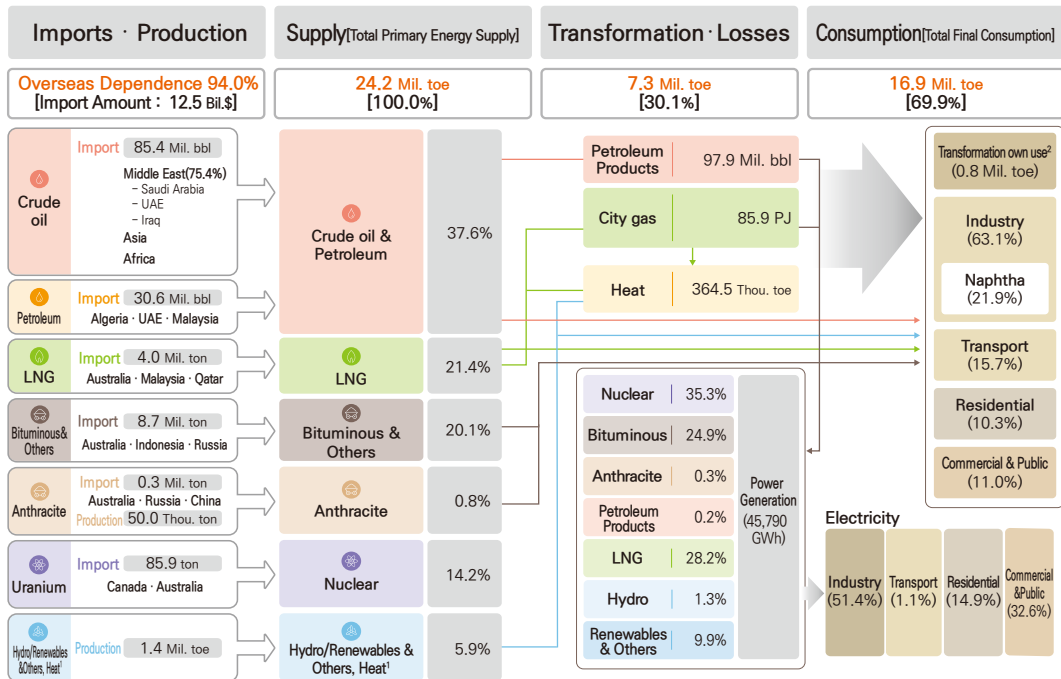 Imports · Production
Supply[Total Primary Energy Supply]
Transformation · Losses
Consumption[Total Final Consumption]
Overseas Dependence 94.0%
[Import Amount : 12.5 Bil.$]
24.2 Mil. toe
[100.0%]
7.3 Mil. toe
[30.1%]
16.9 Mil. toe
[69.9%]
Crude
oil
Import 85.4 Mil. bbl
Middle East(75.4%)
- Saudi Arabia
- UAE
- Iraq
Asia
Africa
Petroleum
Import 30.6 Mil. bbl
Algeria · UAE · Malaysia
LNG
Import 4.0 Mil. ton
Australia · Malaysia · Qatar
Bituminous&
Others
Import 8.7 Mil. ton
Australia · Indonesia · Russia
Anthracite
Import 0.3 Mil. ton
Australia · Russia · China
Production 50.0 Thou. ton
Uranium
Import 85.9 ton
Canada · Australia
Hydro/Renewables
&Others, Heat¹
Production 1.4 Mil. toe
Crude oil &
Petroleum
37.6%
LNG
21.4%
Bituminous &
Others
20.1%
Anthracite
0.8%
Nuclear
14.2%
Hydro/Renewables &
Others, Heat¹
5.9%
Petroleum
Products
97.9 Mil. bbl
City gas
85.9 PJ
Heat
364.5 Thou. toe
Nuclear 35.3%
Bituminous 24.9%
Anthracite 0.3%
Petroleum
Products
0.2%
LNG 28.2%
Hydro 1.3%
Renewables
& Others
9.9%
Power
Generation
(45,790
GWh)
Transformation own use²
(0.8 Mil. toe)
Industry
(63.1%)
Naphtha
(21.9%)
Transport
(15.7%)
Residential
(10.3%)
Commercial & Public
(11.0%)
Electricity
Industry
(51.4%)
Transport
(1.1%)
Residential
(14.9%)
Commercial
&Public
(32.6%)